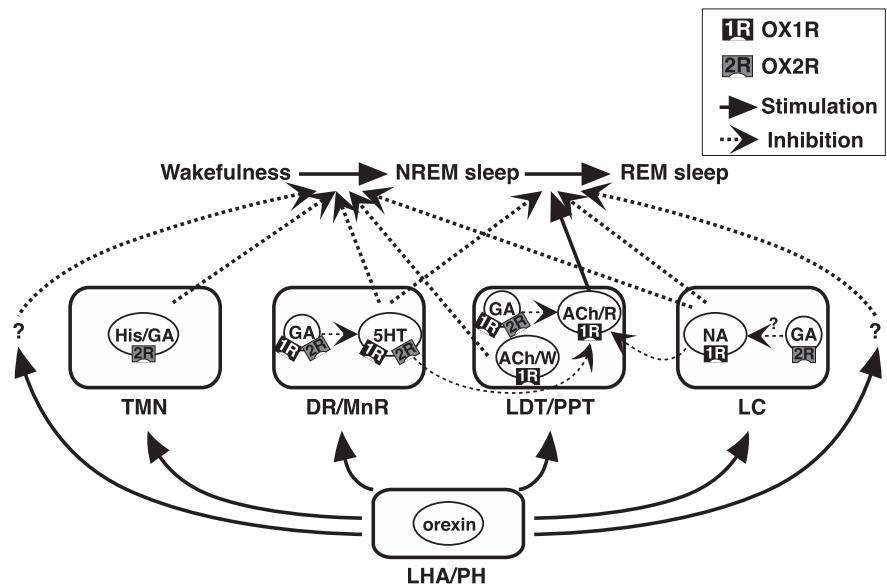 1R OX1R
2R OX2R
Stimulation
Inhibition
Wakefulness NREM sleep REM sleep
? His/GA 2R
GA 1R 2R 5HT 1R 2R
GA 1R 2R ACh/R 1R
ACh/W 1R
NA 1R ? GA 2R ?
TMN DR/MnR LDT/PPT LC
orexin
LHA/PH